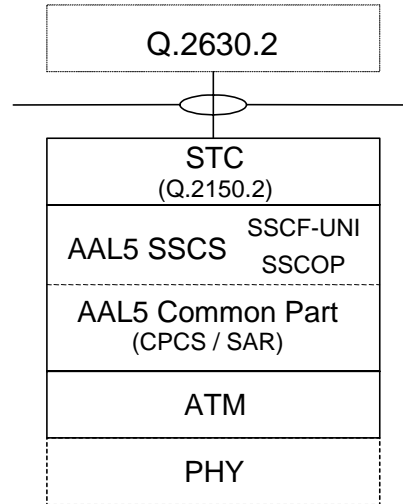 Q.2630.2
STC
(Q.2150.2)
AAL5 SSCS
SSCF-UNI
SSCOP
AAL5 Common Part
(CPCS / SAR)
ATM
PHY